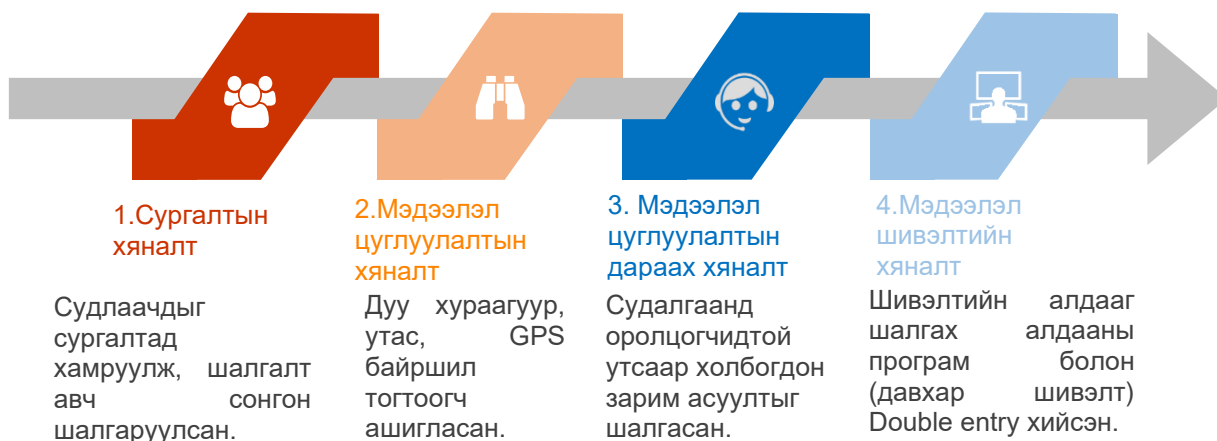 1.Сургалтын
хяналт
2.Мэдээлэл
цуглуулалтын
хяналт
3. Мэдээлэл
цуглуулалтын
дараах хяналт
4.Мэдээлэл
шивэлтийн
хяналт
Судлаачдыг
сургалтад
хамруулж, шалгалт
авч сонгон
шалгаруулсан.
Дуу хураагуур,
утас, GPS
байршил
тогтоогч
ашигласан.
Судалгаанд
оролцогчидтой
утсаар холбогдон
зарим асуултыг
шалгасан.
Шивэлтийн алдааг
шалгах алдааны
програм болон
(давхар шивэлт)
Double entry хийсэн.